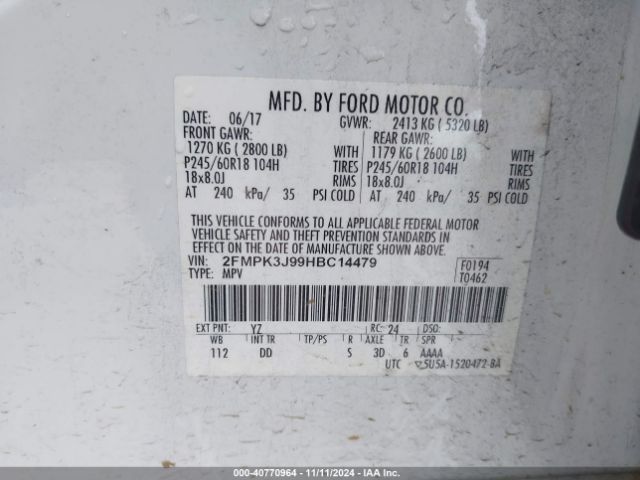 MFD. BY FORD MOTOR CO.
DATE: 06/17 GVWR: 2413 KG ( 5320 LB)
FRONT GAWR: REAR GAWR:
1270 KG ( 2800 LB) WITH 1179 KG ( 2600 LB) WITH
P245/60R18 104H TIRES P245/60R18 104H TIRES
18x8.0J RIMS 18x8.0J RIMS
AT 240 kPa/ 35 PSI COLD AT 240 kPa/ 35 PSI COLD
THIS VEHICLE CONFORMS TO ALL APPLICABLE FEDERAL MOTOR
VEHICLE SAFETY AND THEFT PREVENTION STANDARDS IN
EFFECT ON THE DATE OF MANUFACTURE SHOWN ABOVE.
VIN: 2FMPK3J99HBC14479 F0194
TYPE: MPV T0462
EXT PNT: YZ RC: 24 DSO:
WB INT TR TP/PS R AXLE TR SPR
112 DD S 3D 6 AAAA
UTC 5U5A-1520472-BA
000-40770964 - 11/11/2024 - IAA Inc.